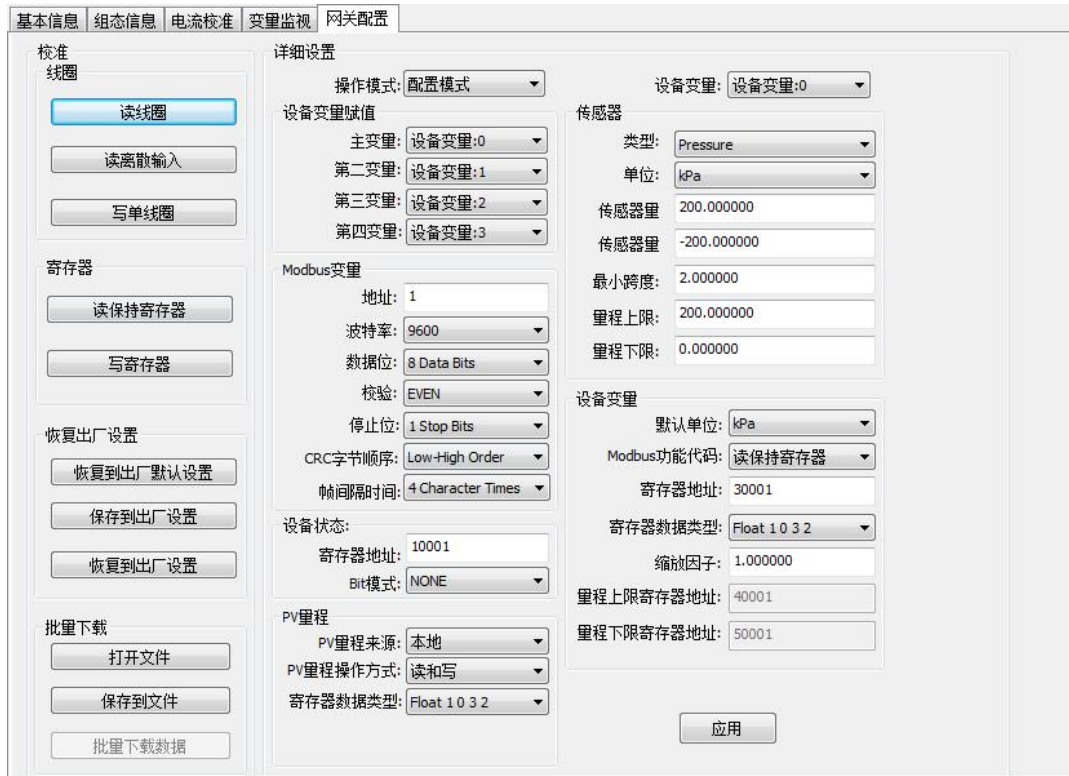 基本信息 组态信息 电流校准 变量监视 网关配置
校准
线圈
读线圈
读离散输入
写单线圈
寄存器
读保持寄存器
写寄存器
恢复出厂设置
恢复到出厂默认设置
保存到出厂设置
恢复到出厂设置
批量下载
打开文件
保存到文件
批量下载数据
详细设置
操作模式: 配置模式
设备变量赋值
主变量: 设备变量:0
第二变量: 设备变量:1
第三变量: 设备变量:2
第四变量: 设备变量:3
Modbus变量
地址: 1
波特率: 9600
数据位: 8 Data Bits
校验: EVEN
停止位: 1 Stop Bits
CRC字节顺序: Low-High Order
帧间隔时间: 4 Character Times
设备状态:
寄存器地址: 10001
Bit模式: NONE
PV量程
PV量程来源: 本地
PV量程操作方式: 读和写
寄存器数据类型: Float 1 0 3 2
设备变量: 设备变量:0
传感器
类型: Pressure
单位: kPa
传感器量 200.000000
传感器量 -200.000000
最小跨度: 2.000000
量程上限: 200.000000
量程下限: 0.000000
设备变量
默认单位: kPa
Modbus功能代码: 读保持寄存器
寄存器地址: 30001
寄存器数据类型: Float 1 0 3 2
缩放因子: 1.000000
量程上限寄存器地址: 40001
量程下限寄存器地址: 50001
应用